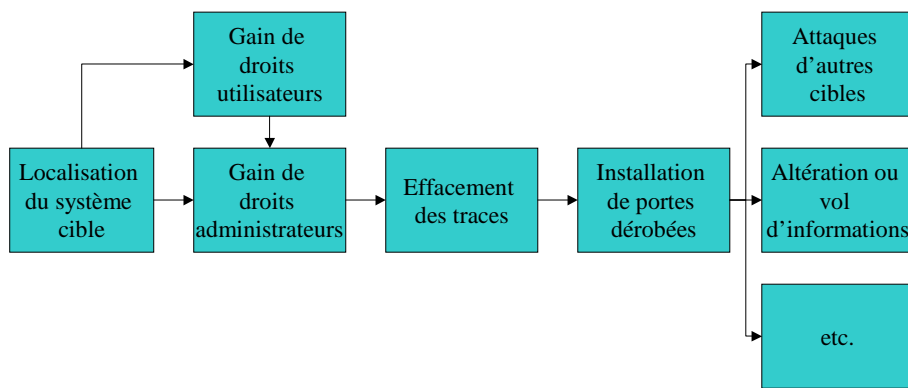 Gain de
droits
utilisateurs
Attaques
d'autres
cibles
Localisation
du système
cible
Gain de
droits
administrateurs
Effacement
des traces
Installation
de portes
dérobées
Altération ou
vol
d'informations
etc.